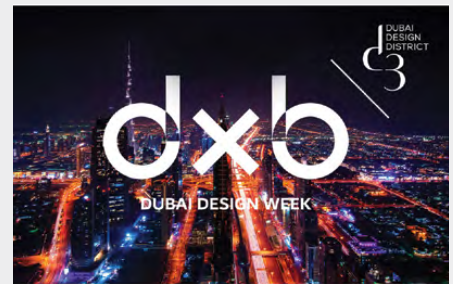 DUBAI
DESIGN
DISTRICT
d3
dxb
DUBAI DESIGN WEEK